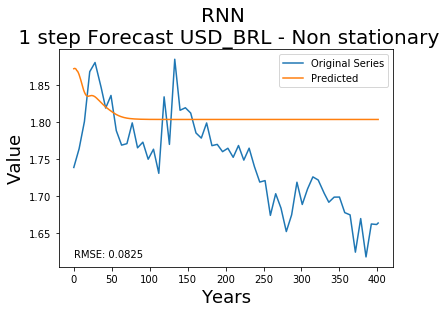 RNN
1 step Forecast USD_BRL - Non stationary
Original Series
Predicted
Value
1.85
1.80
1.75
1.70
1.65
RMSE: 0.0825
0 50 100 150 200 250 300 350 400
Years